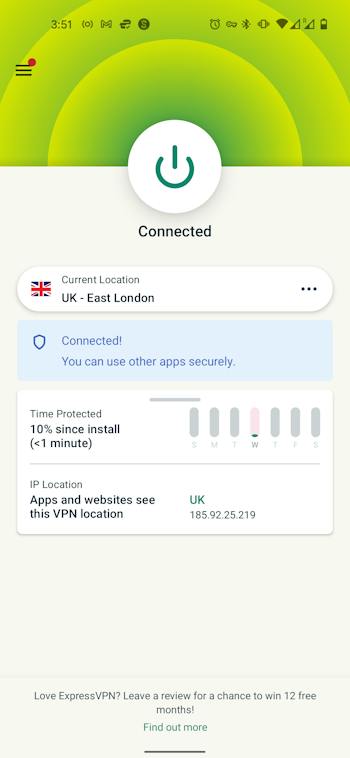 3:51
Connected
Current Location
UK - East London
Connected!
You can use other apps securely.
Time Protected
10% since install
(<1 minute)
S M T W T F S
IP Location
Apps and websites see
this VPN location
UK
185.92.25.219
Love ExpressVPN? Leave a review for a chance to win 12 free
months!
Find out more